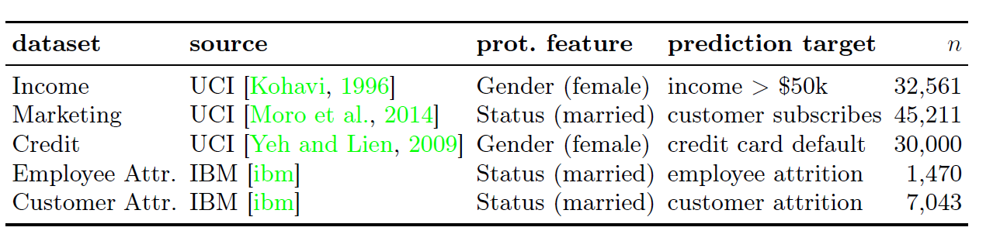 dataset source prot. feature prediction target n
Income UCI [Kohavi, 1996] Gender (female) income > $50k 32,561
Marketing UCI [Moro et al., 2014] Status (married) customer subscribes 45,211
Credit UCI [Yeh and Lien, 2009] Gender (female) credit card default 30,000
Employee Attr. IBM [ibm] Status (married) employee attrition 1,470
Customer Attr. IBM [ibm] Status (married) customer attrition 7,043